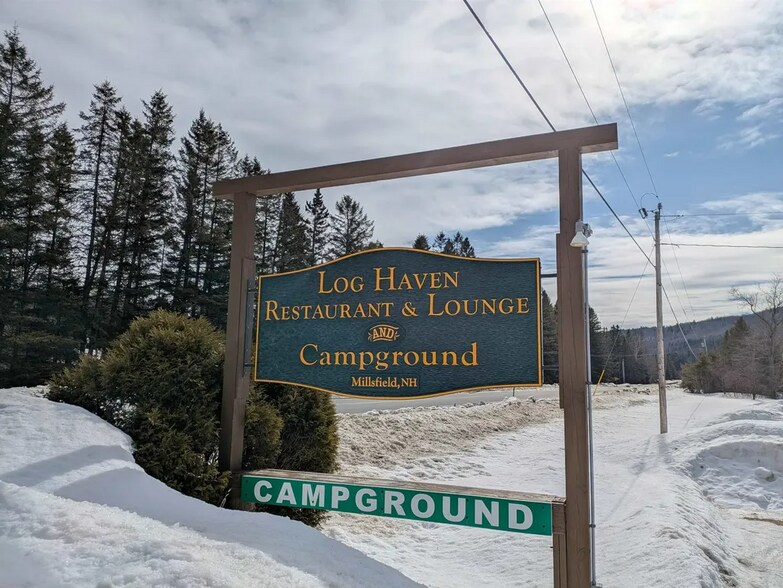 Log Haven
Restaurant & Lounge
AND
Campground
Millsfield, NH
CAMPGROUND